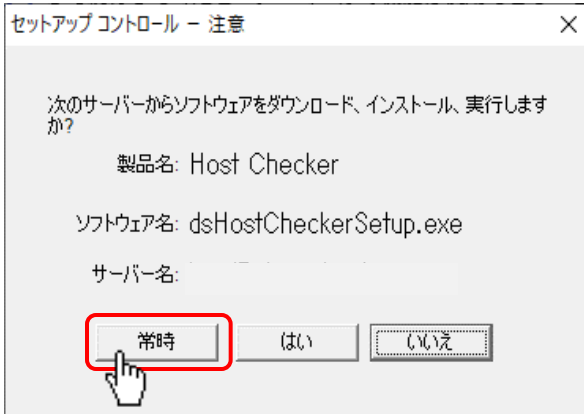 セットアップ コントロール － 注意
次のサーバーからソフトウェアをダウンロード、インストール、実行します
か?
製品名: Host Checker
ソフトウェア名: dsHostCheckerSetup.exe
サーバー名:
常時 はい いいえ